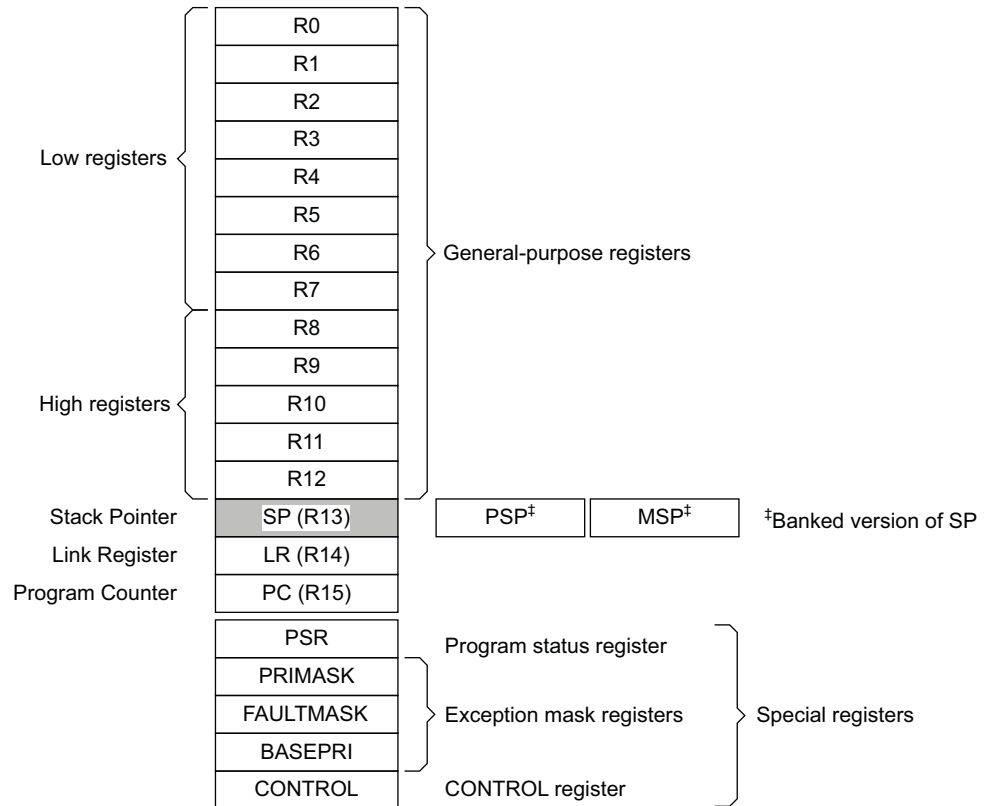 R0
R1
R2
R3
Low registers
R4
R5
R6
General-purpose registers
R7
R8
R9
High registers
R10
R11
R12
Stack Pointer SP (R13) PSP‡ MSP‡ ‡Banked version of SP
Link Register LR (R14)
Program Counter PC (R15)
PSR Program status register
PRIMASK
FAULTMASK Exception mask registers Special registers
BASEPRI
CONTROL CONTROL register